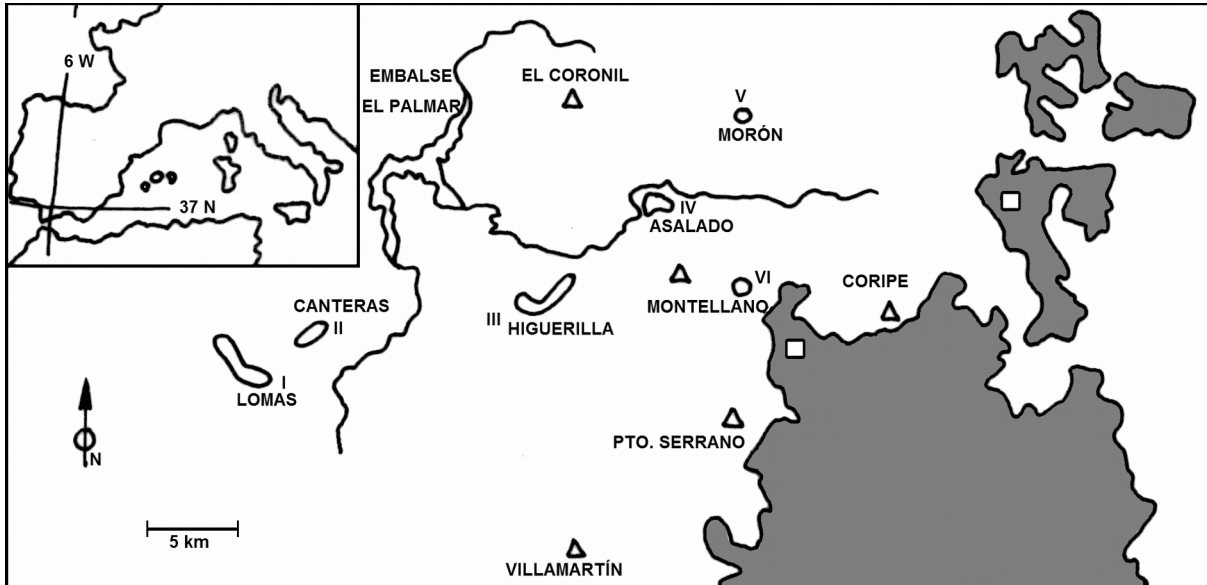 6 W
37 N
EMBALSE
EL PALMAR
EL CORONIL
V
MORÓN
IV
ASALADO
VI
MONTELLANO
CORIPE
CANTERAS
II
III HIGUERILLA
I
LOMAS
N
PTO. SERRANO
5 km
VILLAMARTÍN